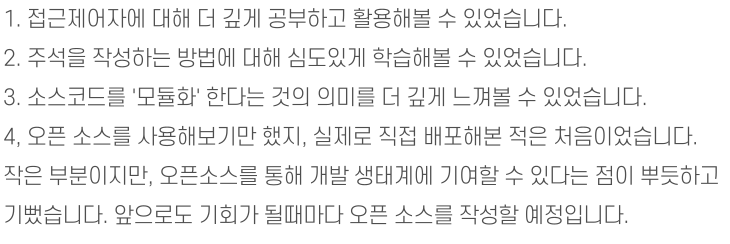 1. 접근제어자에 대해 더 깊게 공부하고 활용해볼 수 있었습니다.
2. 주석을 작성하는 방법에 대해 심도있게 학습해볼 수 있었습니다.
3. 소스코드를 '모듈화' 한다는 것의 의미를 더 깊게 느껴볼 수 있었습니다.
4, 오픈 소스를 사용해보기만 했지, 실제로 직접 배포해본 적은 처음이었습니다.
작은 부분이지만, 오픈소스를 통해 개발 생태계에 기여할 수 있다는 점이 뿌듯하고
기뻤습니다. 앞으로도 기회가 될때마다 오픈 소스를 작성할 예정입니다.